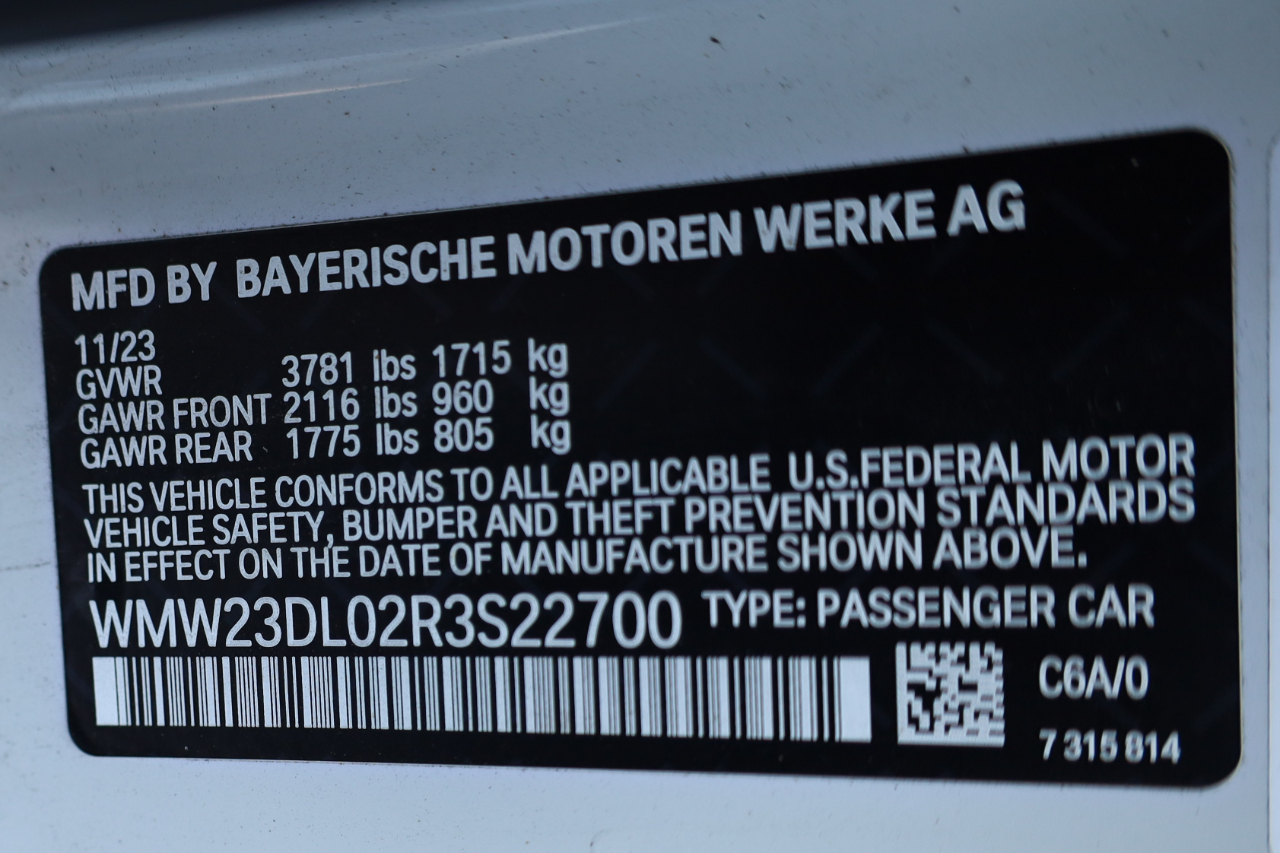 MFD BY BAYERISCHE MOTOREN WERKE AG
11/23
GVWR 3781 lbs 1715 kg
GAWR FRONT 2116 lbs 960 kg
GAWR REAR 1775 lbs 805 kg
THIS VEHICLE CONFORMS TO ALL APPLICABLE U.S.FEDERAL MOTOR
VEHICLE SAFETY, BUMPER AND THEFT PREVENTION STANDARDS
IN EFFECT ON THE DATE OF MANUFACTURE SHOWN ABOVE.
WMW23DL02R3S22700 TYPE: PASSENGER CAR
C6A/0
7 315 814